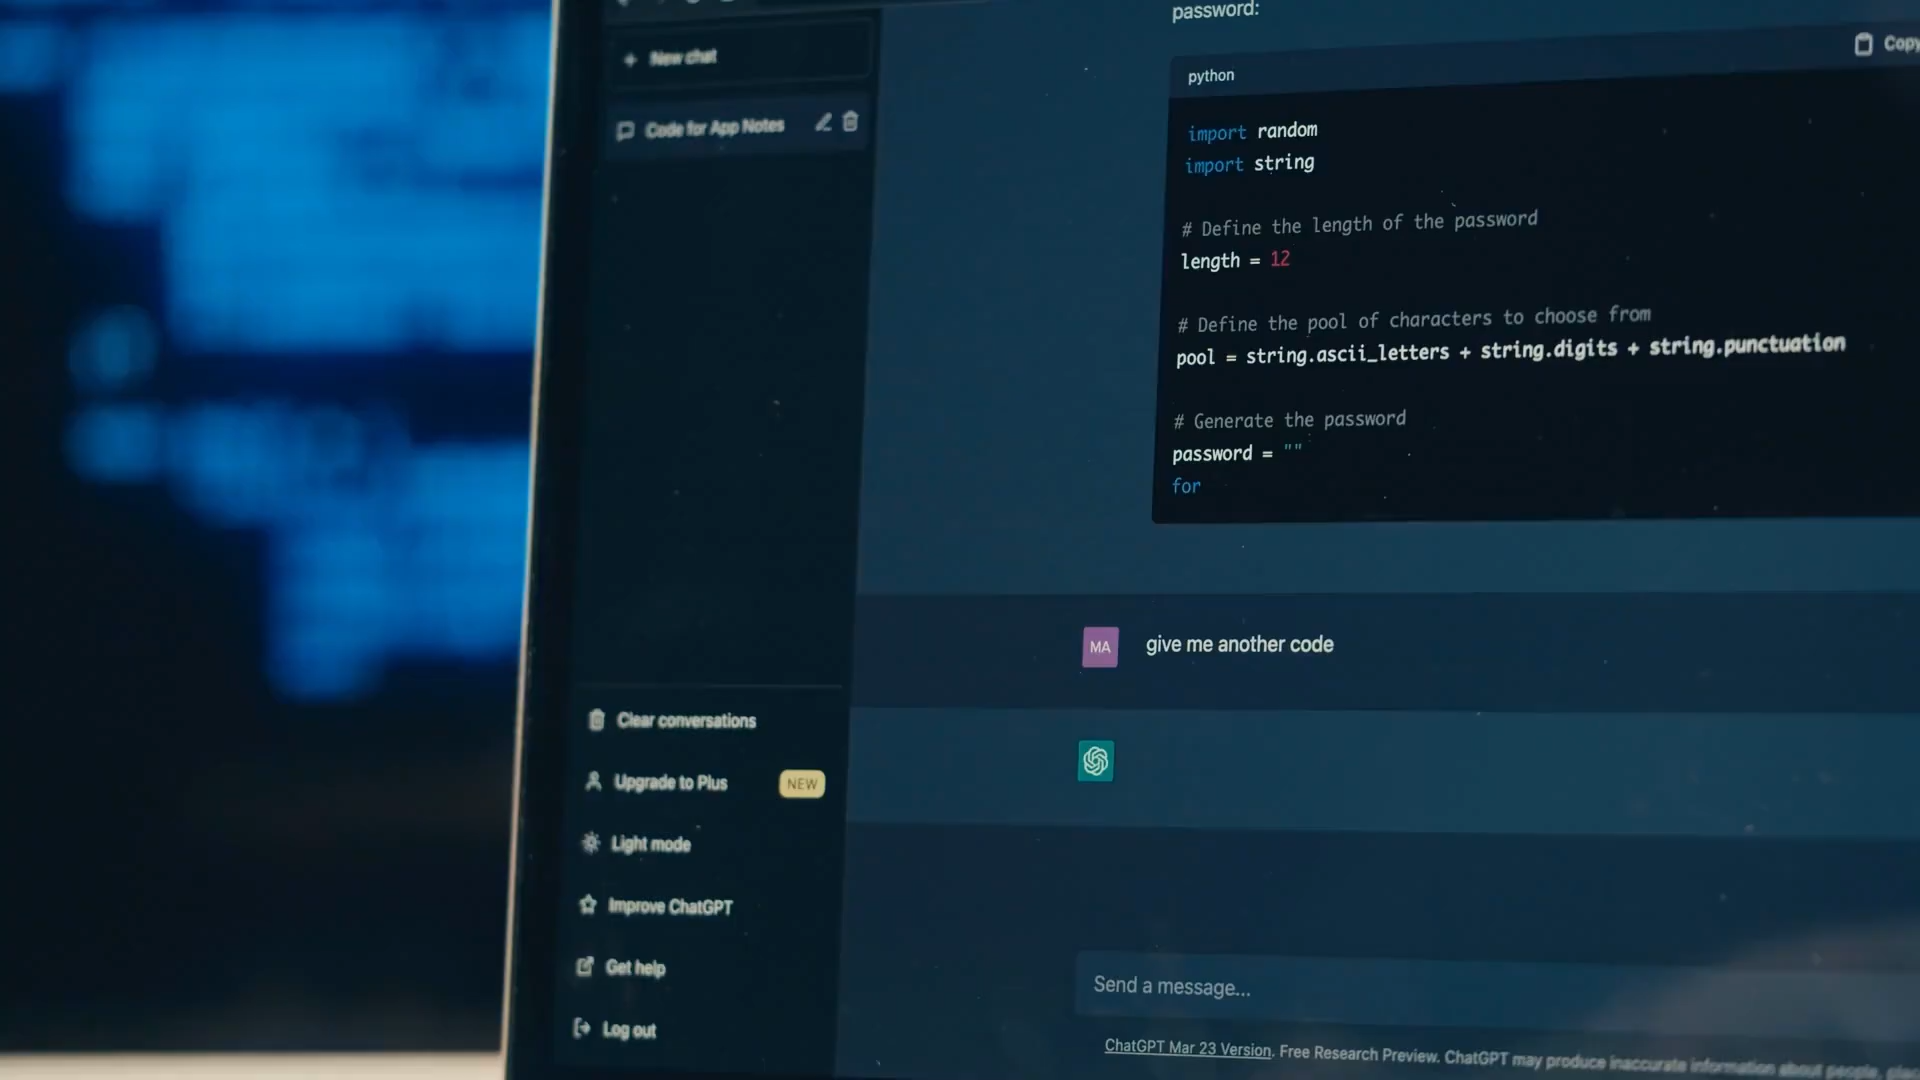 New chat
Code for App Notes
Clear conversations
Upgrade to Plus
NEW
Light mode
Improve ChatGPT
Get help
Log out
password:
python
Copy
import random
import string
# Define the length of the password
length = 12
# Define the pool of characters to choose from
pool = string.ascii_letters + string.digits + string.punctuation
# Generate the password
password = ""
for
MA
give me another code
Send a message...
ChatGPT Mar 23 Version. Free Research Preview. ChatGPT may produce inaccurate information about people,